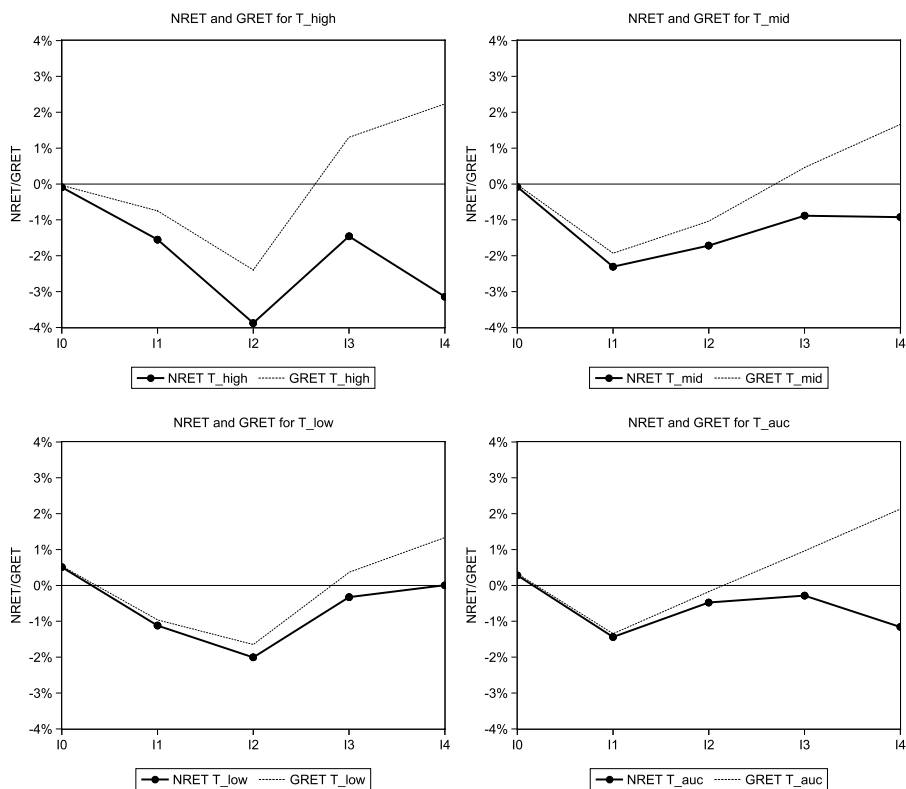 NRET and GRET for T_high
4%
3%
2%
1%
0%
-1%
-2%
-3%
-4%
NRET/GRET
I0 I1 I2 I3 I4
NRET T_high GRET T_high
NRET and GRET for T_mid
4%
3%
2%
1%
0%
-1%
-2%
-3%
-4%
NRET/GRET
I0 I1 I2 I3 I4
NRET T_mid GRET T_mid
NRET and GRET for T_low
4%
3%
2%
1%
0%
-1%
-2%
-3%
-4%
NRET/GRET
I0 I1 I2 I3 I4
NRET T_low GRET T_low
NRET and GRET for T_auc
4%
3%
2%
1%
0%
-1%
-2%
-3%
-4%
NRET/GRET
I0 I1 I2 I3 I4
NRET T_auc GRET T_auc